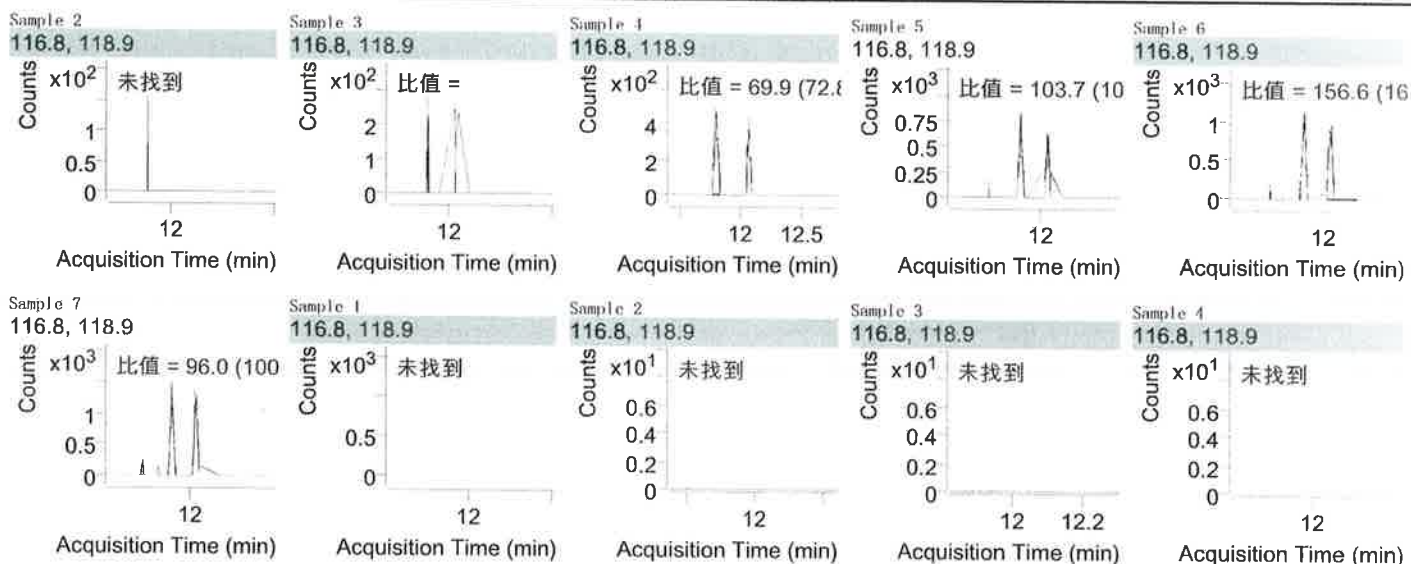 Sample 2
116.8, 118.9
Counts
x10²
未找到
1
0.5
0
12
Acquisition Time (min)
Sample 3
116.8, 118.9
Counts
x10²
比值 =
2
1
0
12
Acquisition Time (min)
Sample 4
116.8, 118.9
Counts
x10²
比值 = 69.9 (72.8
4
2
0
12 12.5
Acquisition Time (min)
Sample 5
116.8, 118.9
Counts
x10³
比值 = 103.7 (10
0.75
0.5
0.25
0
12
Acquisition Time (min)
Sample 6
116.8, 118.9
Counts
x10³
比值 = 156.6 (16
1
0.5
0
12
Acquisition Time (min)
Sample 7
116.8, 118.9
Counts
x10³
比值 = 96.0 (100
1
0.5
0
12
Acquisition Time (min)
Sample 1
116.8, 118.9
Counts
x10³
未找到
0.5
0
12
Acquisition Time (min)
Sample 2
116.8, 118.9
Counts
x10¹
未找到
0.6
0.4
0.2
0
12
Acquisition Time (min)
Sample 3
116.8, 118.9
Counts
x10¹
未找到
0.6
0.4
0.2
0
12 12.2
Acquisition Time (min)
Sample 4
116.8, 118.9
Counts
x10¹
未找到
0.6
0.4
0.2
0
12
Acquisition Time (min)